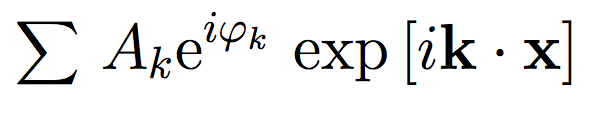 ∑ A_k e^{iφ_k} exp [i𝐤 · 𝐱]